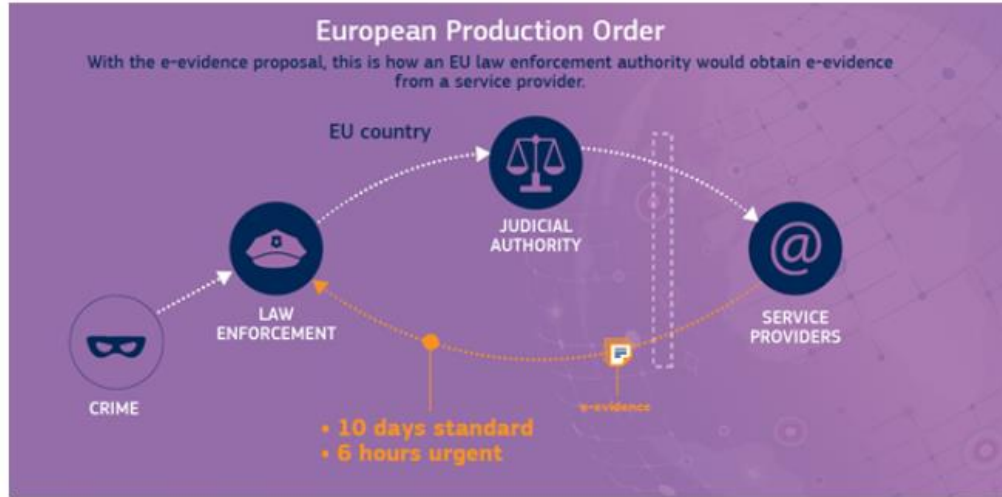 European Production Order
With the e-evidence proposal, this is how an EU law enforcement authority would obtain e-evidence
from a service provider.
EU country
JUDICIAL
AUTHORITY
@
LAW
ENFORCEMENT
SERVICE
PROVIDERS
CRIME
e-evidence
• 10 days standard
• 6 hours urgent